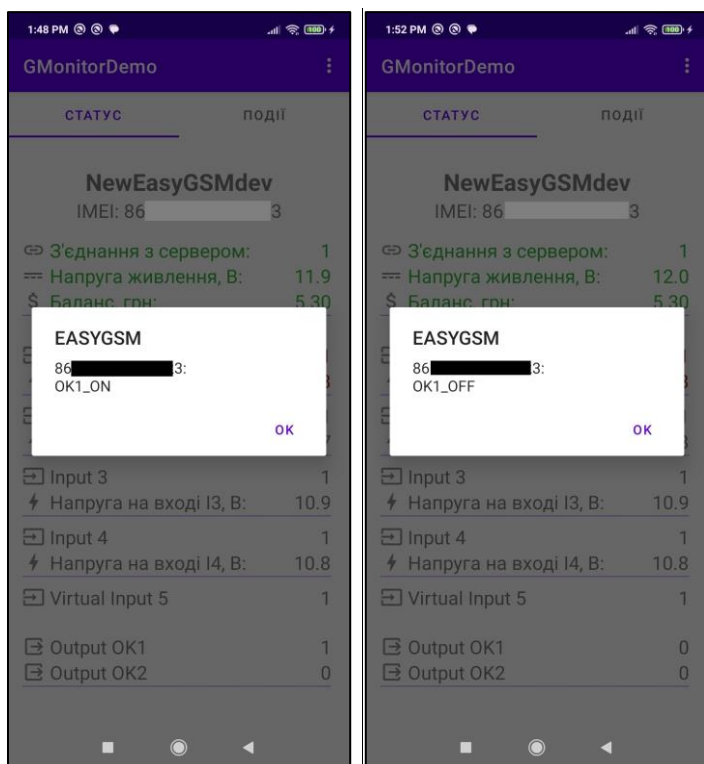 1:48 PM
GMonitorDemo
СТАТУС ПОДІЇ
NewEasyGSMdev
IMEI: 86 3
З'єднання з сервером: 1
Напруга живлення, В: 11.9
Баланс, грн: 5.30
EASYGSM
86 3:
OK1_ON
OK
Input 3 1
Напруга на вході I3, В: 10.9
Input 4 1
Напруга на вході I4, В: 10.8
Virtual Input 5 1
Output OK1 1
Output OK2 0
1:52 PM
GMonitorDemo
СТАТУС ПОДІЇ
NewEasyGSMdev
IMEI: 86 3
З'єднання з сервером: 1
Напруга живлення, В: 12.0
Баланс, грн: 5.30
EASYGSM
86 3:
OK1_OFF
OK
Input 3 1
Напруга на вході I3, В: 10.9
Input 4 1
Напруга на вході I4, В: 10.8
Virtual Input 5 1
Output OK1 0
Output OK2 0